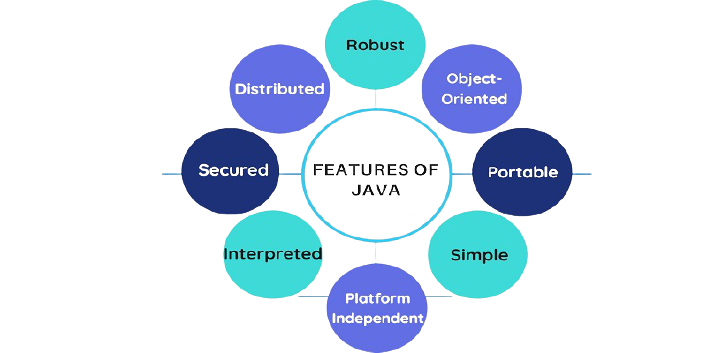 Robust
Distributed
Object-
Oriented
Secured
FEATURES OF
JAVA
Portable
Interpreted
Simple
Platform
Independent